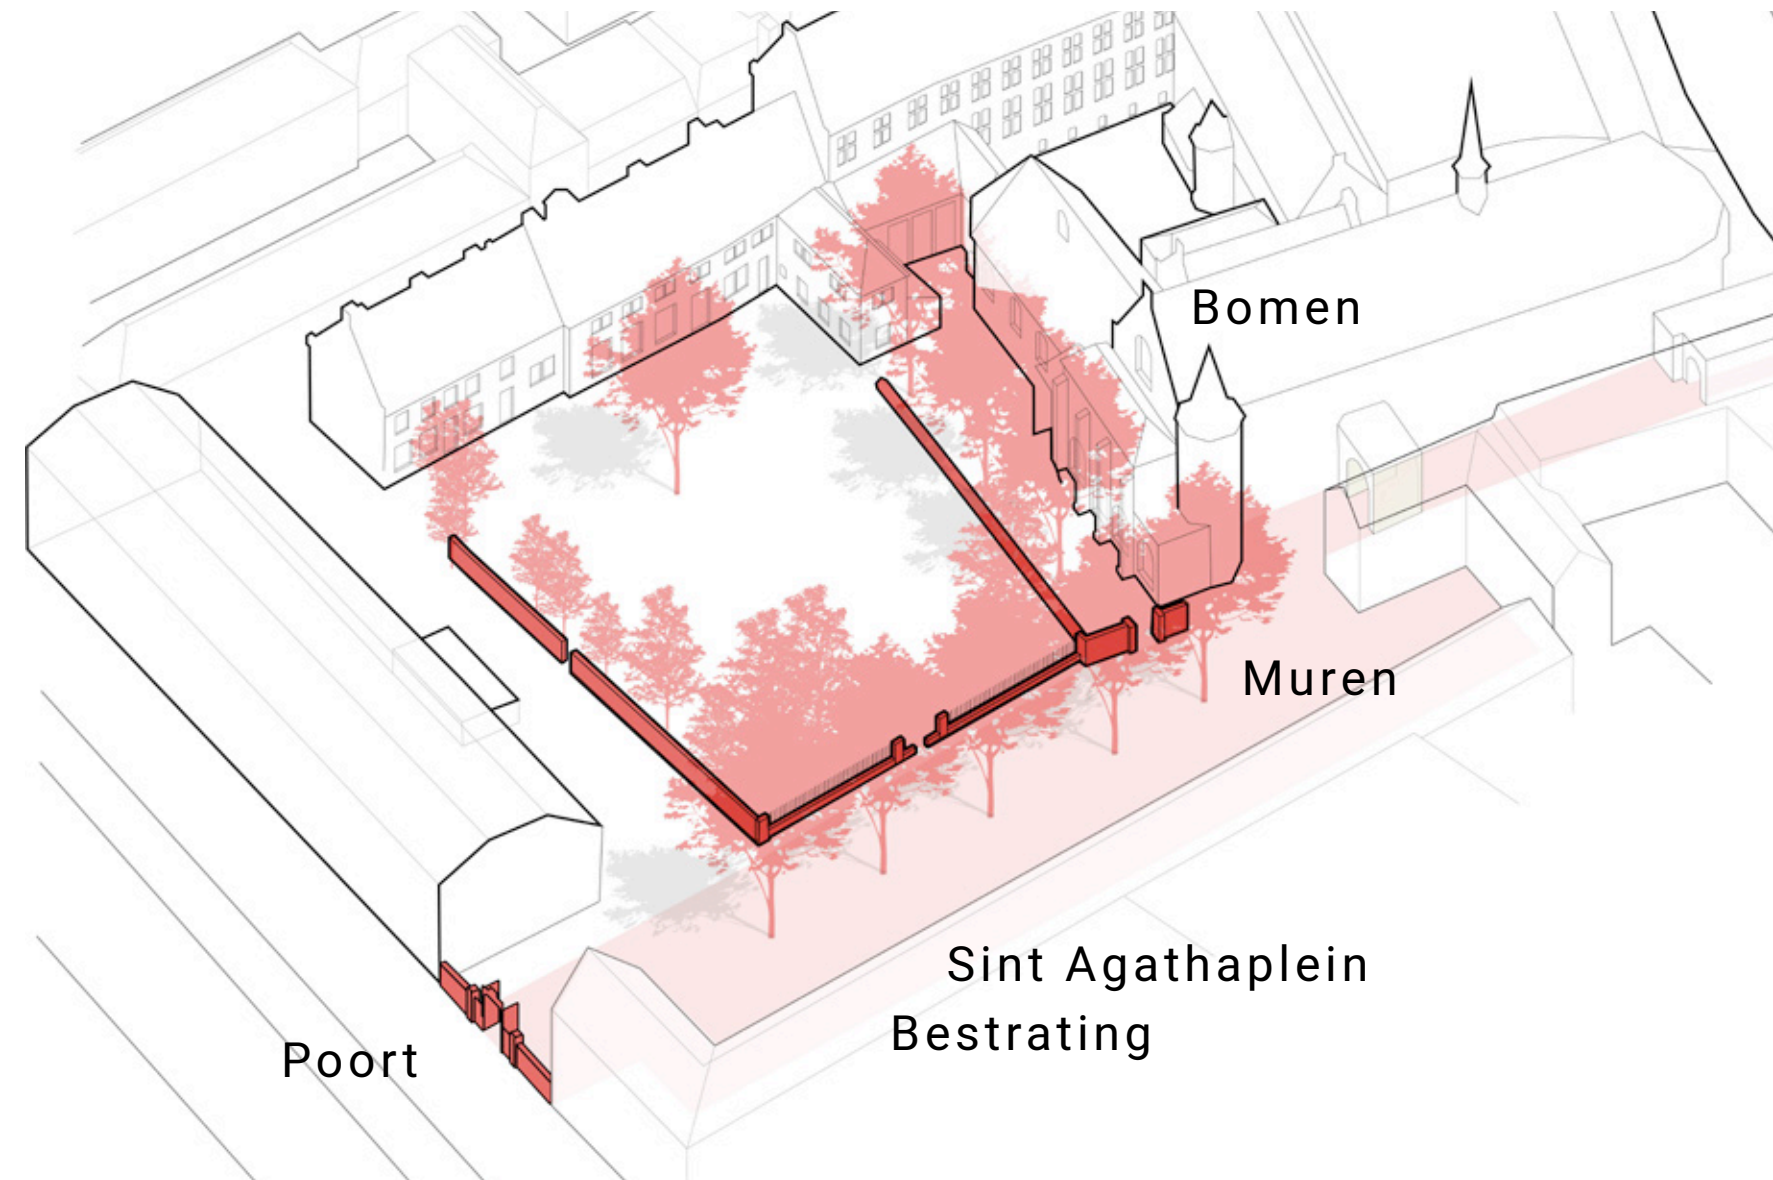 Bomen
Muren
Sint Agathaplein
Bestrating
Poort